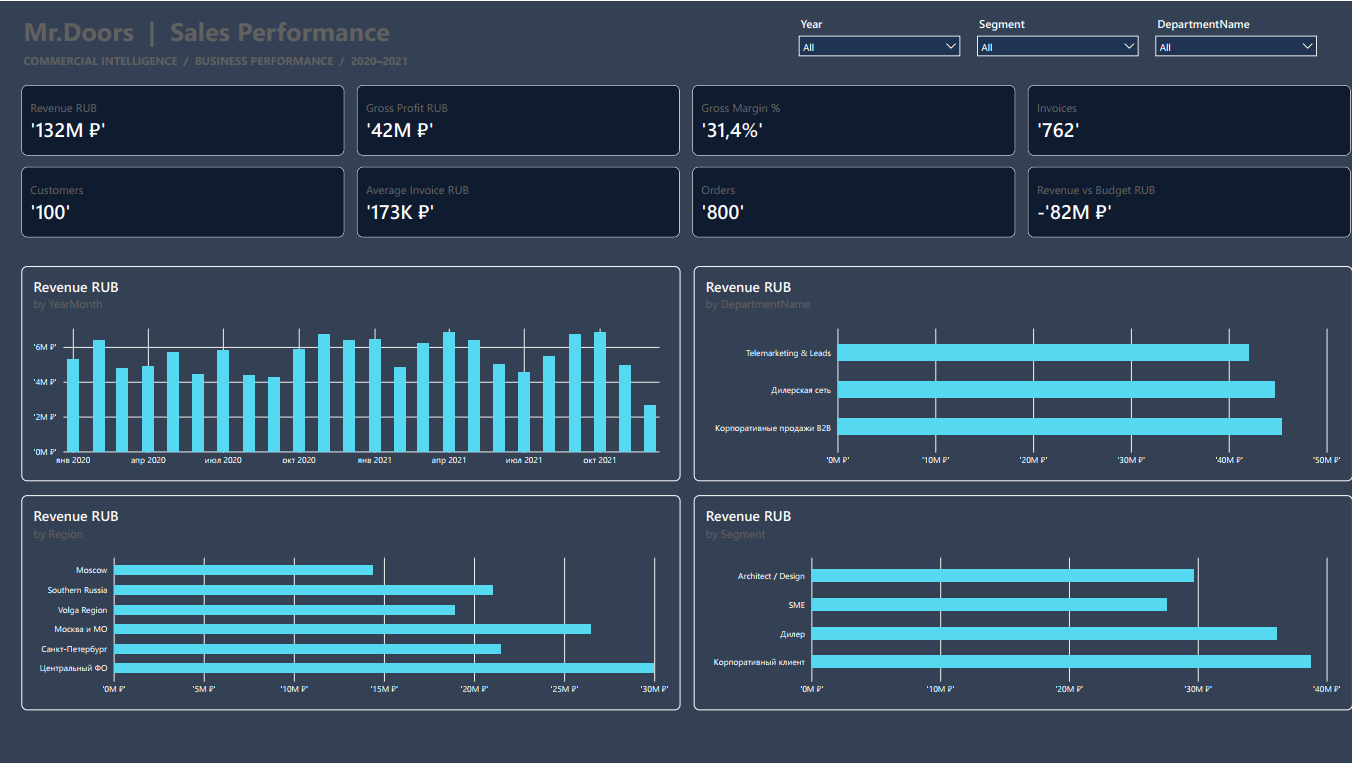 Mr.Doors | Sales Performance
COMMERCIAL INTELLIGENCE / BUSINESS PERFORMANCE / 2020–2021
Year
All
Segment
All
DepartmentName
All
Revenue RUB
'132M ₽'
Gross Profit RUB
'42M ₽'
Gross Margin %
'31,4%'
Invoices
'762'
Customers
'100'
Average Invoice RUB
'173K ₽'
Orders
'800'
Revenue vs Budget RUB
-'82M ₽'
Revenue RUB
by YearMonth
'6M ₽'
'4M ₽'
'2M ₽'
'0M ₽'
янв 2020 апр 2020 июл 2020 окт 2020 янв 2021 апр 2021 июл 2021 окт 2021
Revenue RUB
by DepartmentName
Telemarketing & Leads
Дилерская сеть
Корпоративные продажи B2B
'0M ₽' '10M ₽' '20M ₽' '30M ₽' '40M ₽' '50M ₽'
Revenue RUB
by Region
Moscow
Southern Russia
Volga Region
Москва и МО
Санкт-Петербург
Центральный ФО
'0M ₽' '5M ₽' '10M ₽' '15M ₽' '20M ₽' '25M ₽' '30M ₽'
Revenue RUB
by Segment
Architect / Design
SME
Дилер
Корпоративный клиент
'0M ₽' '10M ₽' '20M ₽' '30M ₽' '40M ₽'